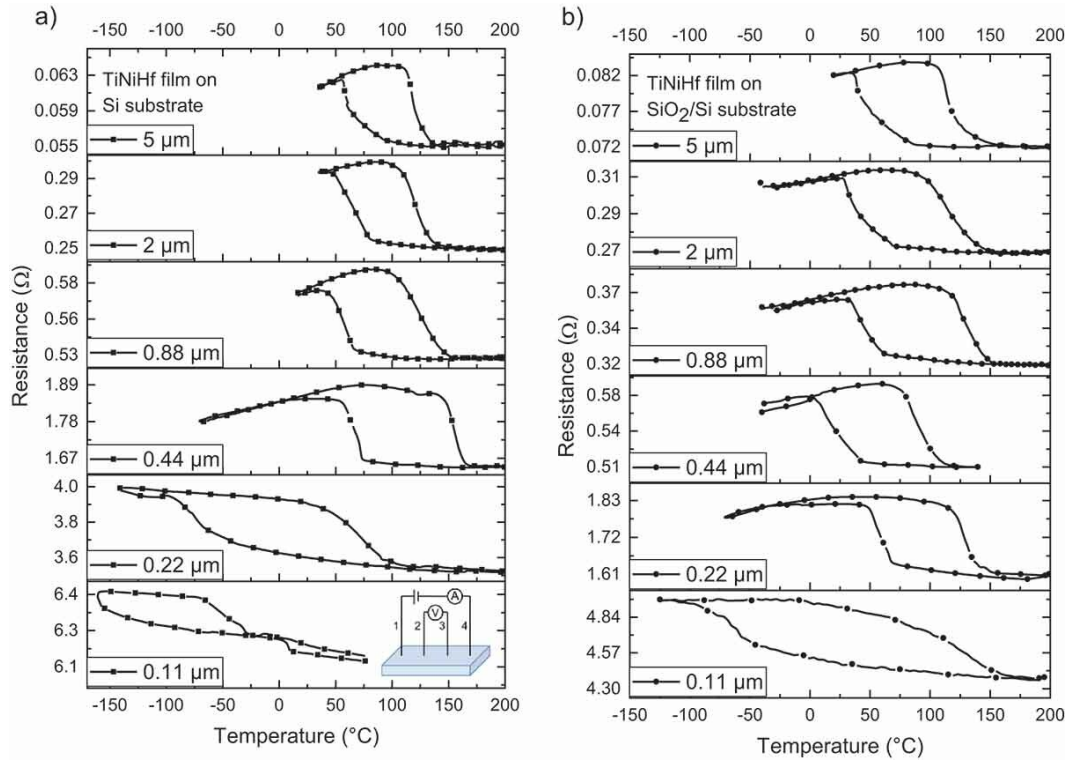 a)
-150 -100 -50 0 50 100 150 200
TiNiHf film on
Si substrate
0.063
0.059
0.055
5 µm
0.29
0.27
0.25
2 µm
0.58
0.56
0.53
0.88 µm
1.89
1.78
1.67
0.44 µm
4.0
3.8
3.6
0.22 µm
6.4
6.3
6.1
0.11 µm
A
V
1 2 3 4
Resistance (Ω)
-150 -100 -50 0 50 100 150 200
Temperature (°C)
b)
-150 -100 -50 0 50 100 150 200
TiNiHf film on
SiO2/Si substrate
0.082
0.077
0.072
5 µm
0.31
0.29
0.27
2 µm
0.37
0.34
0.32
0.88 µm
0.58
0.54
0.51
0.44 µm
1.83
1.72
1.61
0.22 µm
4.84
4.57
4.30
0.11 µm
Resistance (Ω)
-150 -100 -50 0 50 100 150 200
Temperature (°C)